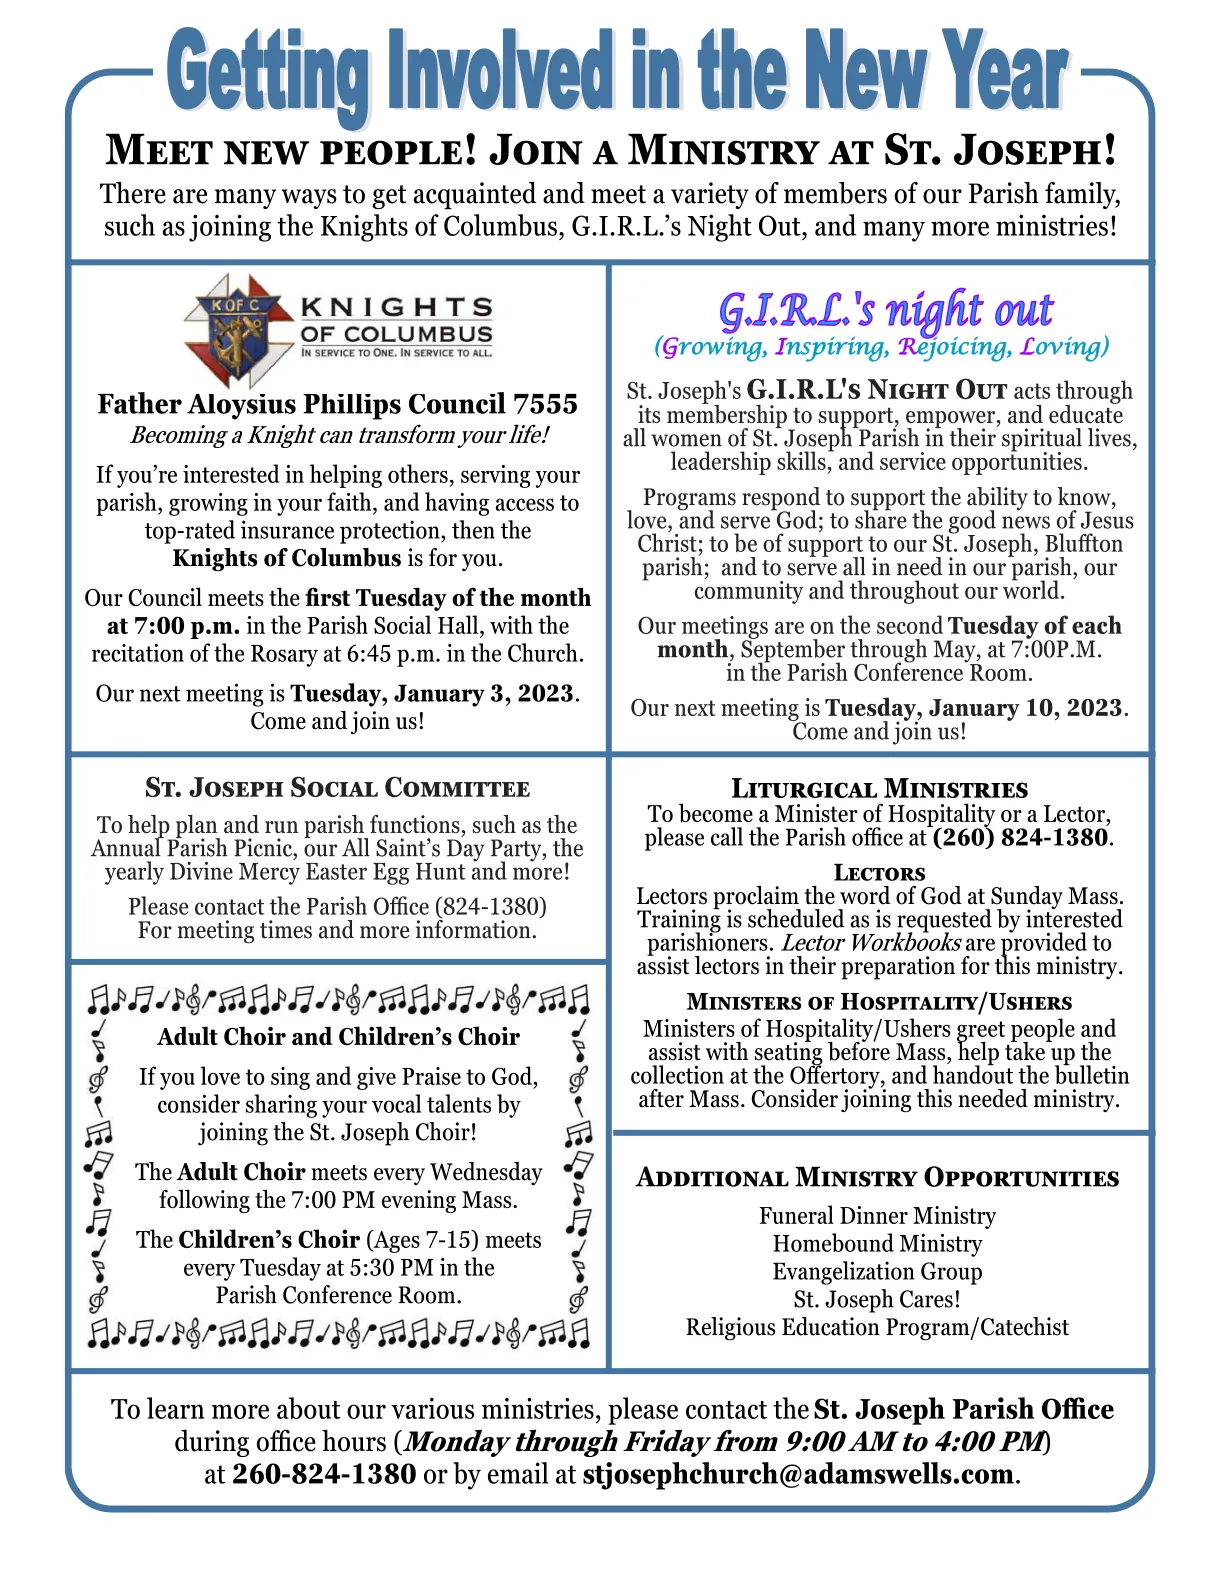 Getting Involved in the New Year
Meet new people! Join a Ministry at St. Joseph!
There are many ways to get acquainted and meet a variety of members of our Parish family,
such as joining the Knights of Columbus, G.I.R.L.’s Night Out, and many more ministries!
K OF C
KNIGHTS
OF COLUMBUS
IN SERVICE TO ONE. IN SERVICE TO ALL.
Father Aloysius Phillips Council 7555
Becoming a Knight can transform your life!
If you’re interested in helping others, serving your
parish, growing in your faith, and having access to
top-rated insurance protection, then the
Knights of Columbus is for you.
Our Council meets the first Tuesday of the month
at 7:00 p.m. in the Parish Social Hall, with the
recitation of the Rosary at 6:45 p.m. in the Church.
Our next meeting is Tuesday, January 3, 2023.
Come and join us!
G.I.R.L.'s night out
(Growing, Inspiring, Rejoicing, Loving)
St. Joseph's G.I.R.L's Night Out acts through
its membership to support, empower, and educate
all women of St. Joseph Parish in their spiritual lives,
leadership skills, and service opportunities.
Programs respond to support the ability to know,
love, and serve God; to share the good news of Jesus
Christ; to be of support to our St. Joseph, Bluffton
parish;  and to serve all in need in our parish, our
community and throughout our world.
Our meetings are on the second Tuesday of each
month, September through May, at 7:00P.M.
in the Parish Conference Room.
Our next meeting is Tuesday, January 10, 2023.
Come and join us!
St. Joseph Social Committee
To help plan and run parish functions, such as the
Annual Parish Picnic, our All Saint’s Day Party, the
yearly Divine Mercy Easter Egg Hunt and more!
Please contact the Parish Office (824-1380)
For meeting times and more information.
Adult Choir and Children’s Choir
If you love to sing and give Praise to God,
consider sharing your vocal talents by
joining the St. Joseph Choir!
The Adult Choir meets every Wednesday
following the 7:00 PM evening Mass.
The Children’s Choir (Ages 7-15) meets
every Tuesday at 5:30 PM in the
Parish Conference Room.
Liturgical Ministries
To become a Minister of Hospitality or a Lector,
please call the Parish office at (260) 824-1380.
Lectors
Lectors proclaim the word of God at Sunday Mass.
Training is scheduled as is requested by interested
parishioners. Lector Workbooks are provided to
assist lectors in their preparation for this ministry.
Ministers of Hospitality/Ushers
Ministers of Hospitality/Ushers greet people and
assist with seating before Mass, help take up the
collection at the Offertory, and handout the bulletin
after Mass. Consider joining this needed ministry.
Additional Ministry Opportunities
Funeral Dinner Ministry
Homebound Ministry
Evangelization Group
St. Joseph Cares!
Religious Education Program/Catechist
To learn more about our various ministries, please contact the St. Joseph Parish Office
during office hours (Monday through Friday from 9:00 AM to 4:00 PM)
at 260-824-1380 or by email at stjosephchurch@adamswells.com.